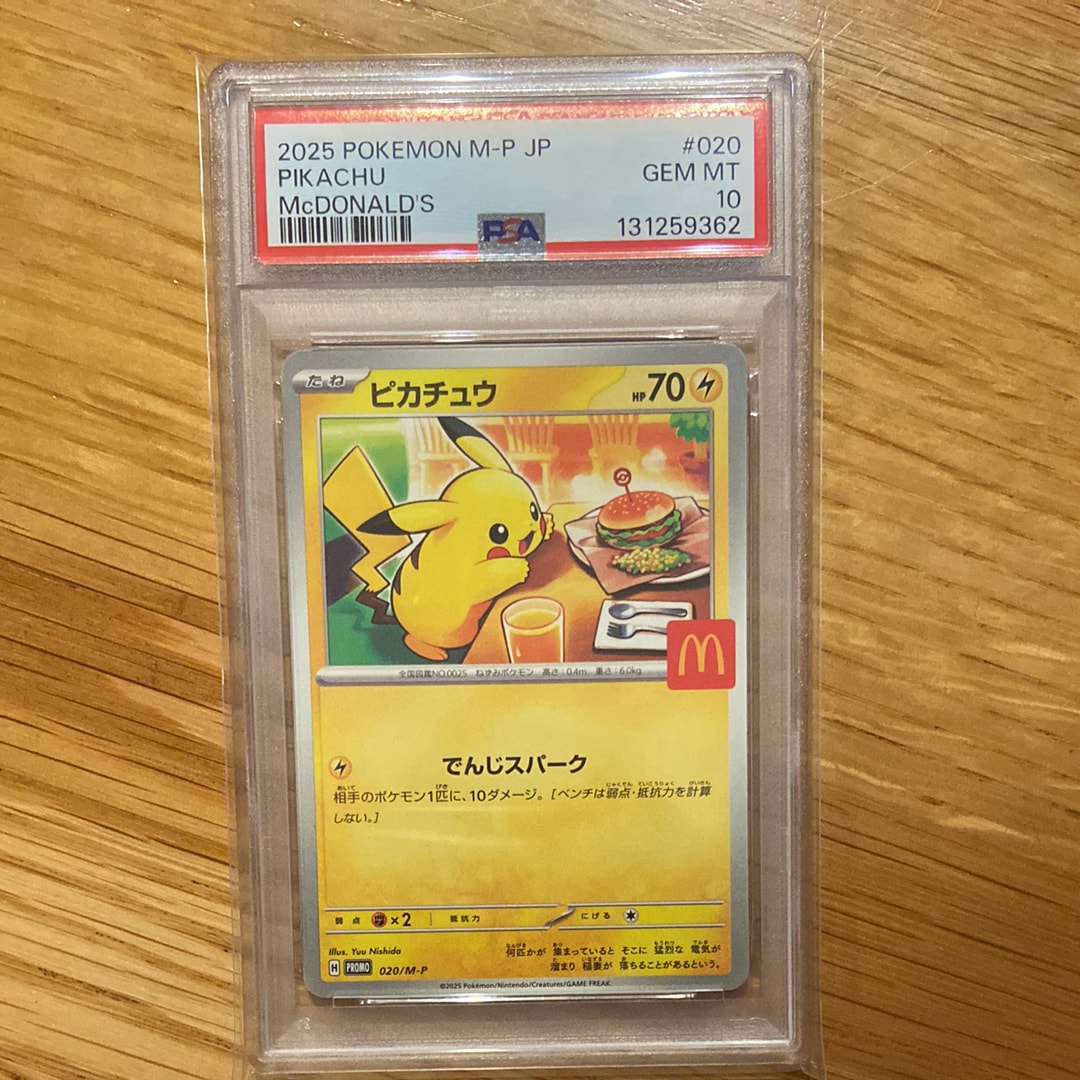 2025 POKEMON M-P JP #020
PIKACHU GEM MT
McDONALD'S 10
PSA 131259362
たね ピカチュウ HP70
全国図鑑NO.0025 ねずみポケモン 高さ:0.4m 重さ:6.0kg
でんじスパーク
相手のポケモン1匹に、10ダメージ。[ベンチは弱点・抵抗力を計算
しない。]
弱点 ×2 抵抗力 にげる
Illus. Yuu Nishida
何匹かが 集まっていると そこに 猛烈な 電気が
溜まり 稲妻が 落ちることがあるという。
H PROMO 020/M-P
©2025 Pokémon/Nintendo/Creatures/GAME FREAK.